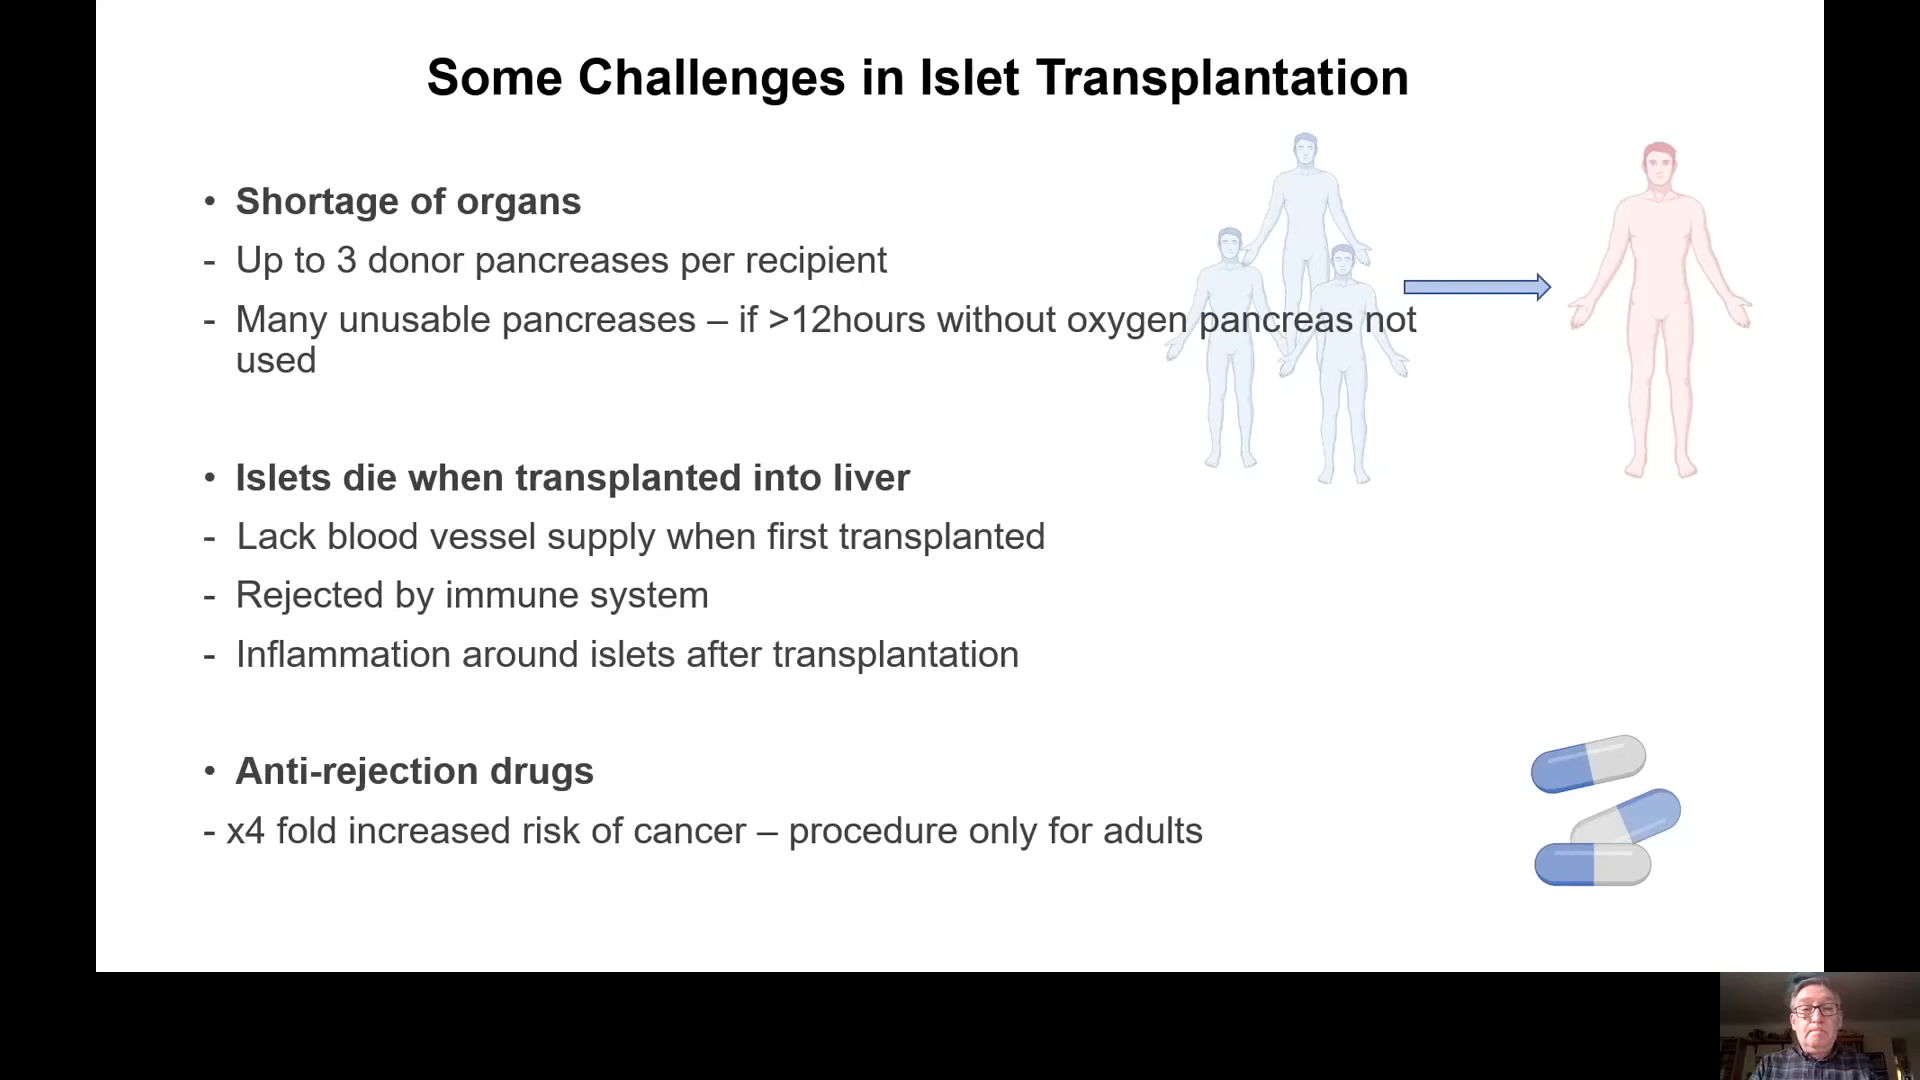 Some Challenges in Islet Transplantation
• Shortage of organs
- Up to 3 donor pancreases per recipient
- Many unusable pancreases – if >12hours without oxygen pancreas not
used
• Islets die when transplanted into liver
- Lack blood vessel supply when first transplanted
- Rejected by immune system
- Inflammation around islets after transplantation
• Anti-rejection drugs
- x4 fold increased risk of cancer – procedure only for adults